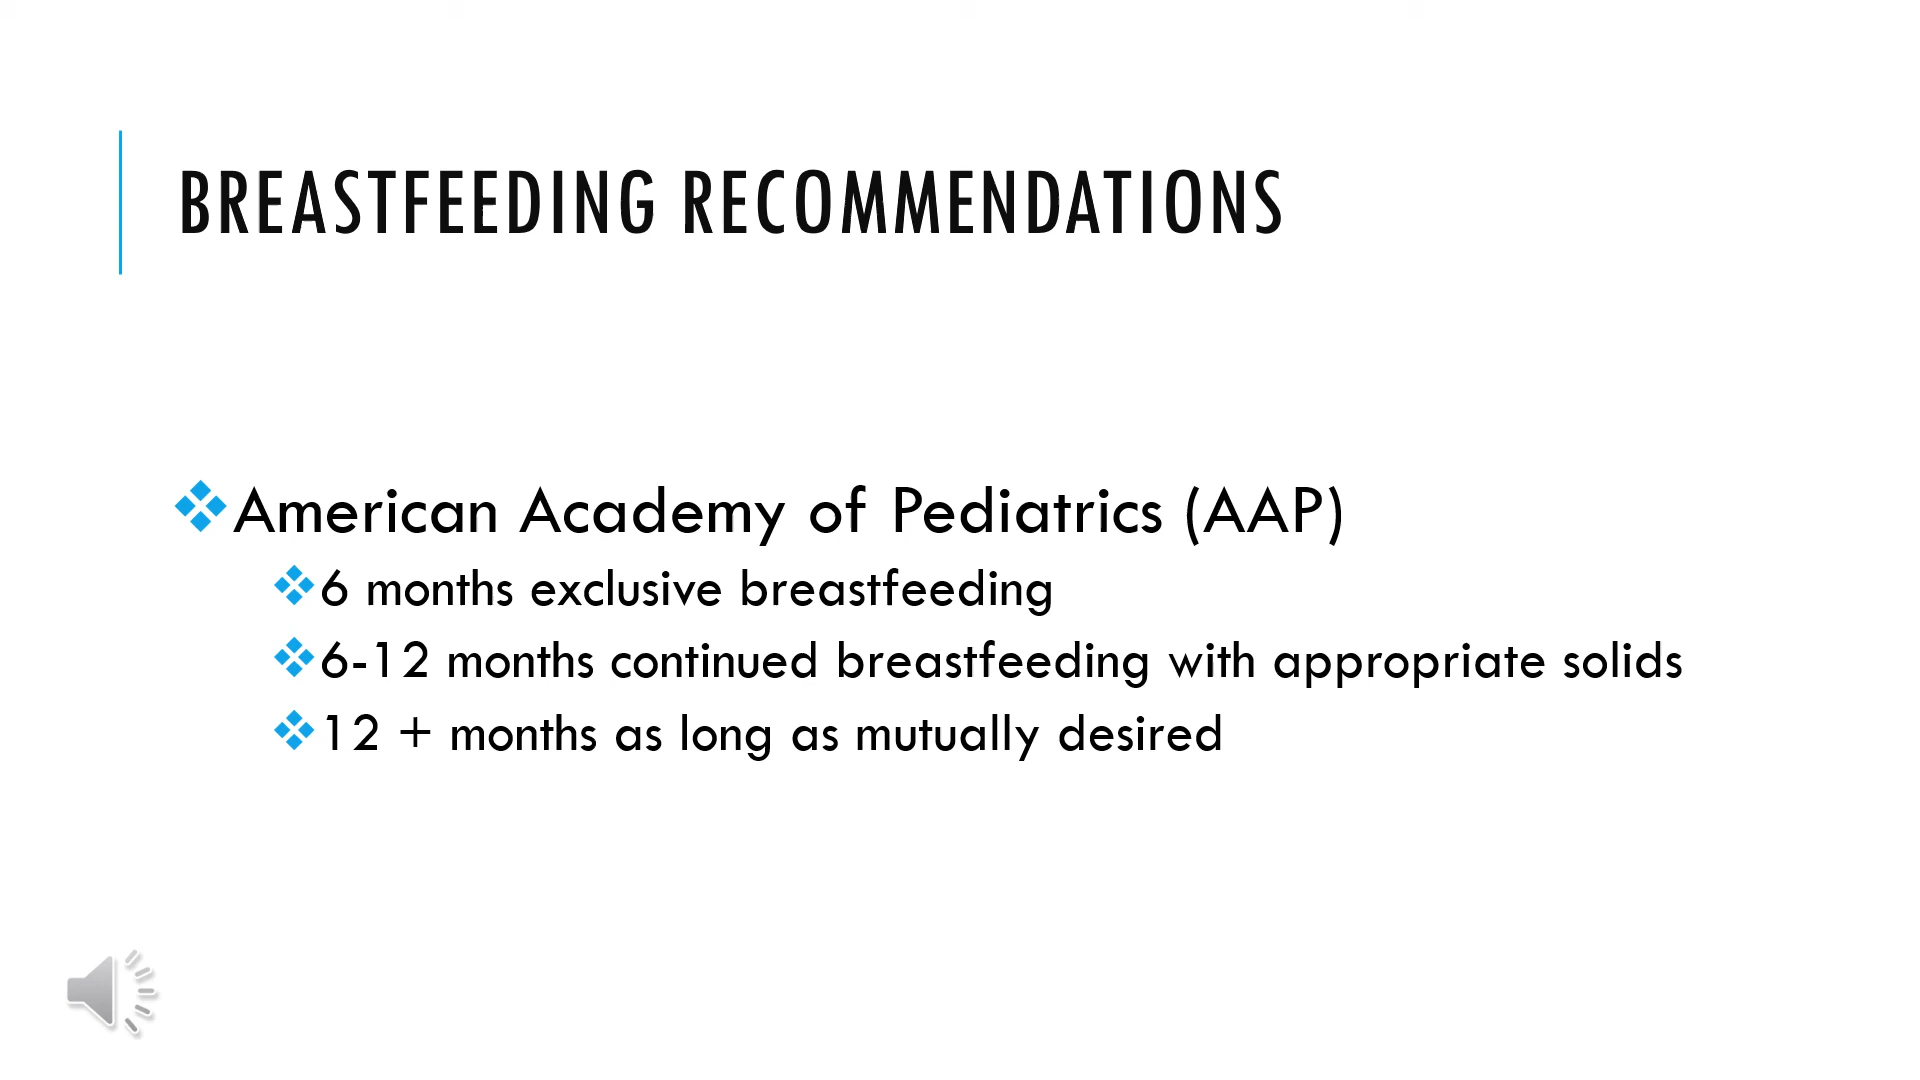 BREASTFEEDING RECOMMENDATIONS
American Academy of Pediatrics (AAP)
6 months exclusive breastfeeding
6-12 months continued breastfeeding with appropriate solids
12 + months as long as mutually desired